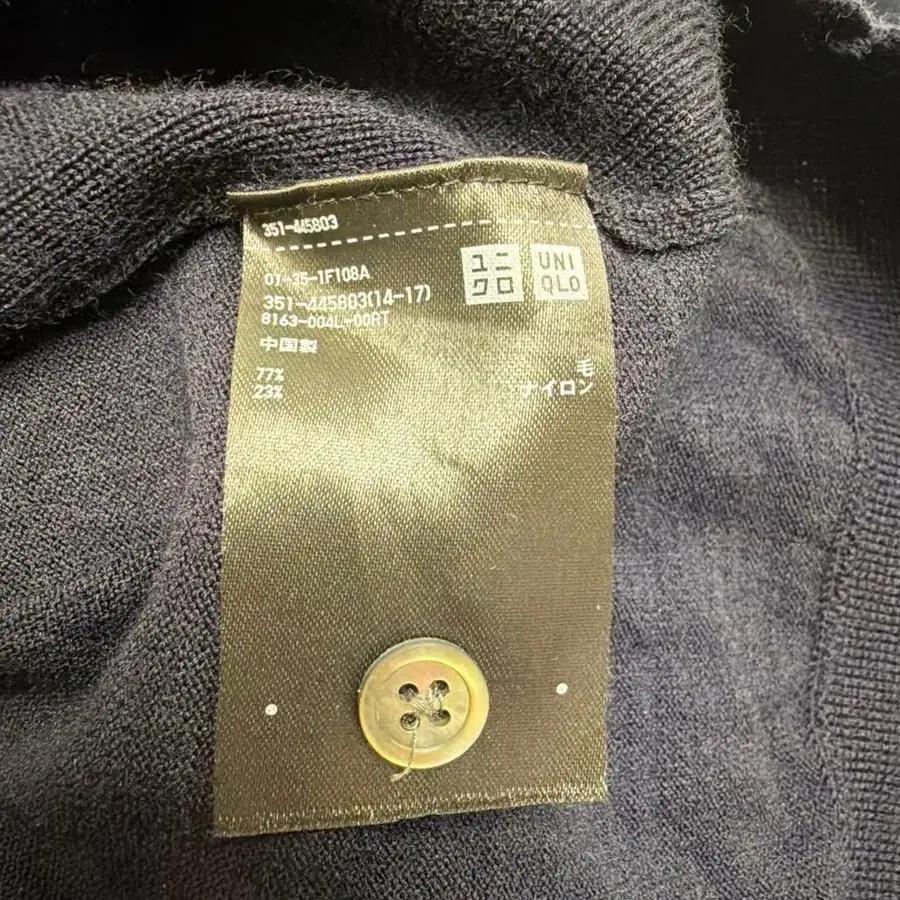 351-445803
01-35-1F108A
351-445803(14-17)
8163-004L-00RT
中国製
ユニ
クロ
UNI
QLO
77% 毛
23% ナイロン